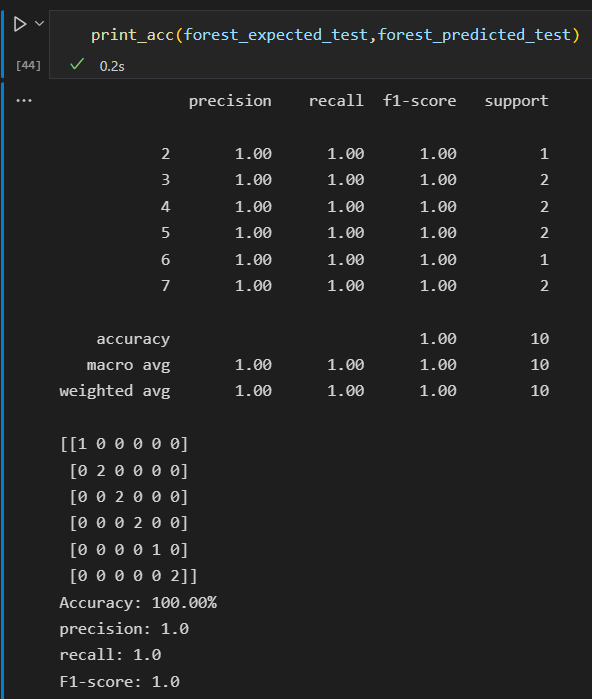 print_acc(forest_expected_test,forest_predicted_test)
[44] 0.2s
...
precision recall f1-score support
2 1.00 1.00 1.00 1
3 1.00 1.00 1.00 2
4 1.00 1.00 1.00 2
5 1.00 1.00 1.00 2
6 1.00 1.00 1.00 1
7 1.00 1.00 1.00 2
accuracy 1.00 10
macro avg 1.00 1.00 1.00 10
weighted avg 1.00 1.00 1.00 10
[[1 0 0 0 0 0]
[0 2 0 0 0 0]
[0 0 2 0 0 0]
[0 0 0 2 0 0]
[0 0 0 0 1 0]
[0 0 0 0 0 2]]
Accuracy: 100.00%
precision: 1.0
recall: 1.0
F1-score: 1.0